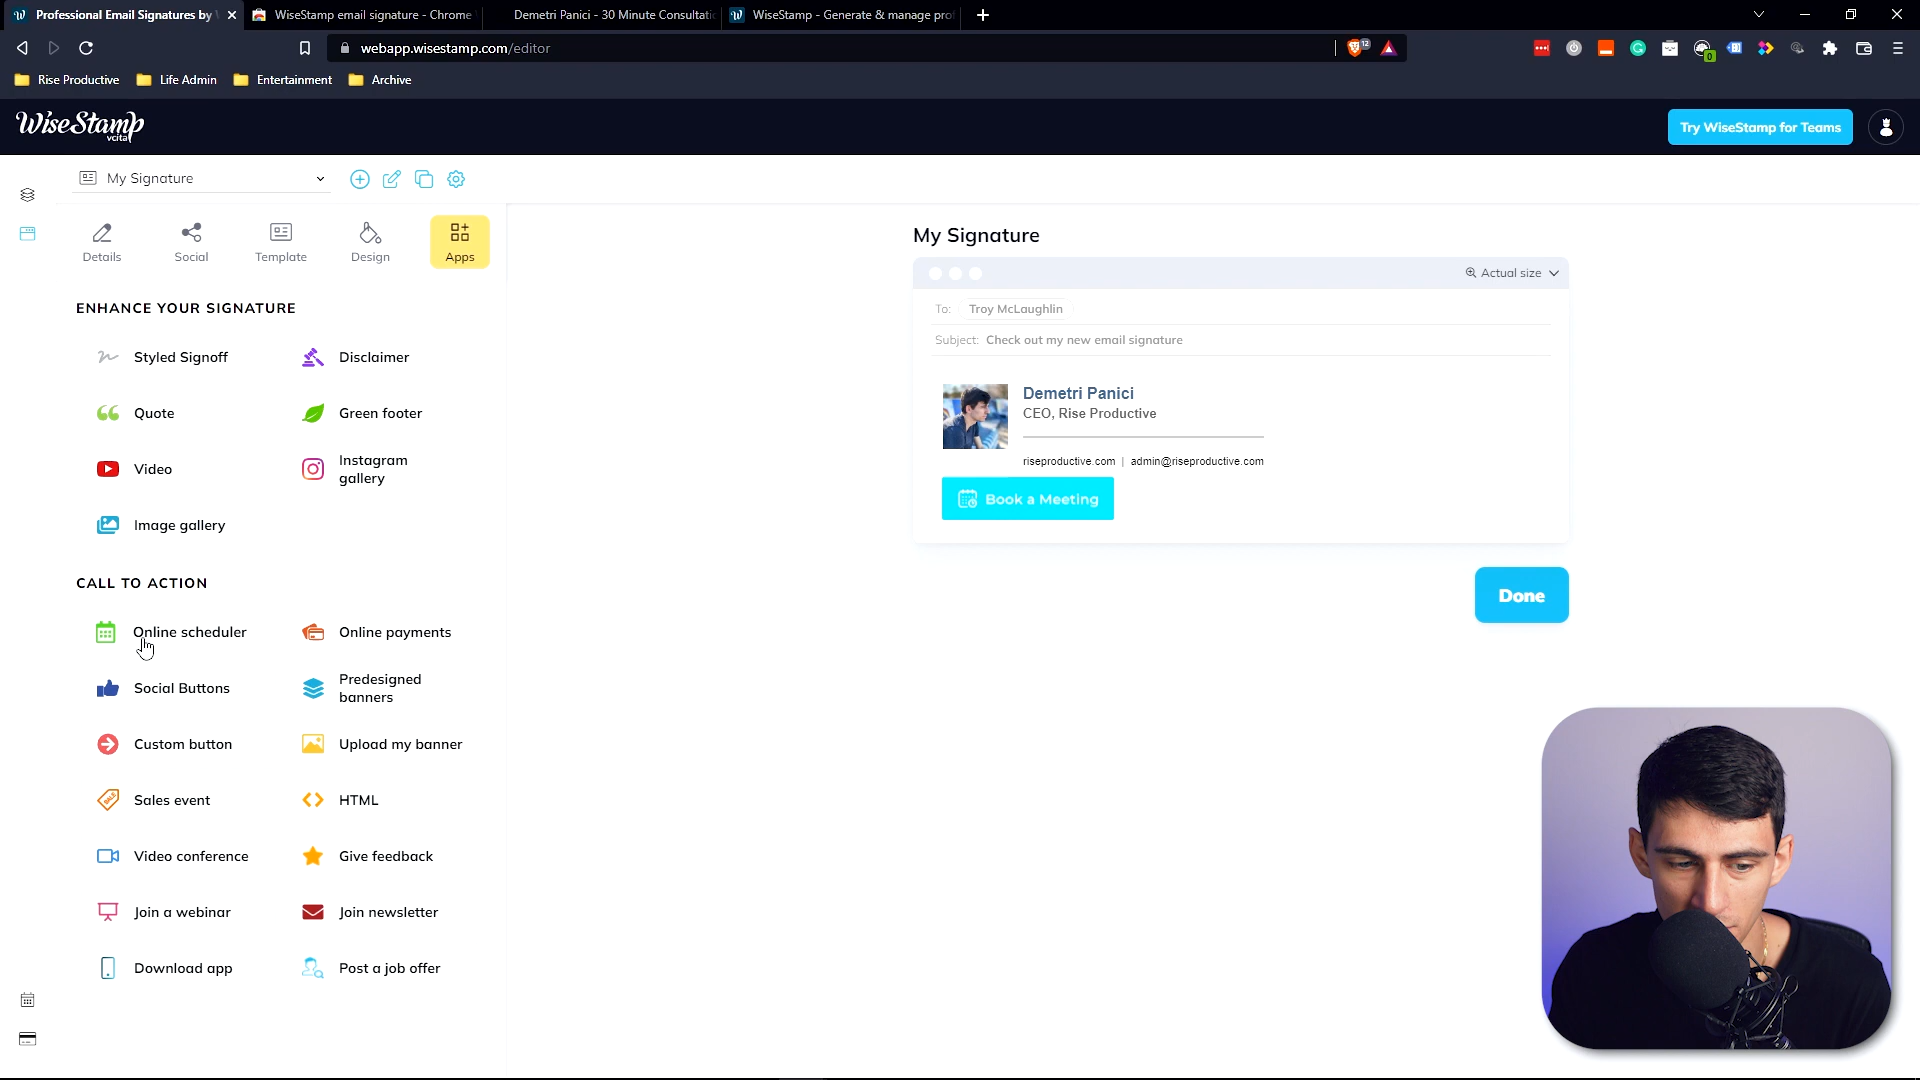 Professional Email Signatures by
WiseStamp email signature - Chrome
Demetri Panici - 30 Minute Consultati
WiseStamp - Generate & manage pro
webapp.wisestamp.com/editor
12
0
Rise Productive
Life Admin
Entertainment
Archive
WiseStamp
vcita
Try WiseStamp for Teams
My Signature
Details
Social
Template
Design
Apps
ENHANCE YOUR SIGNATURE
Styled Signoff
Disclaimer
Quote
Green footer
Video
Instagram
gallery
Image gallery
CALL TO ACTION
Online scheduler
Online payments
Social Buttons
Predesigned
banners
Custom button
Upload my banner
Sales event
HTML
Video conference
Give feedback
Join a webinar
Join newsletter
Download app
Post a job offer
My Signature
Actual size
To: Troy McLaughlin
Subject: Check out my new email signature
Demetri Panici
CEO, Rise Productive
riseproductive.com | admin@riseproductive.com
Book a Meeting
Done